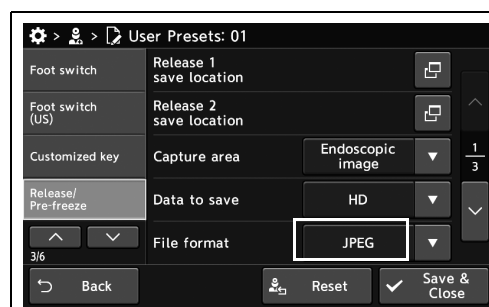 > > User Presets: 01
Foot switch
Release 1
save location
Foot switch
(US)
Release 2
save location
Customized key
Capture area
Endoscopic
image
1
3
Release/
Pre-freeze
Data to save
HD
3/6
File format
JPEG
Back
Reset
Save &
Close